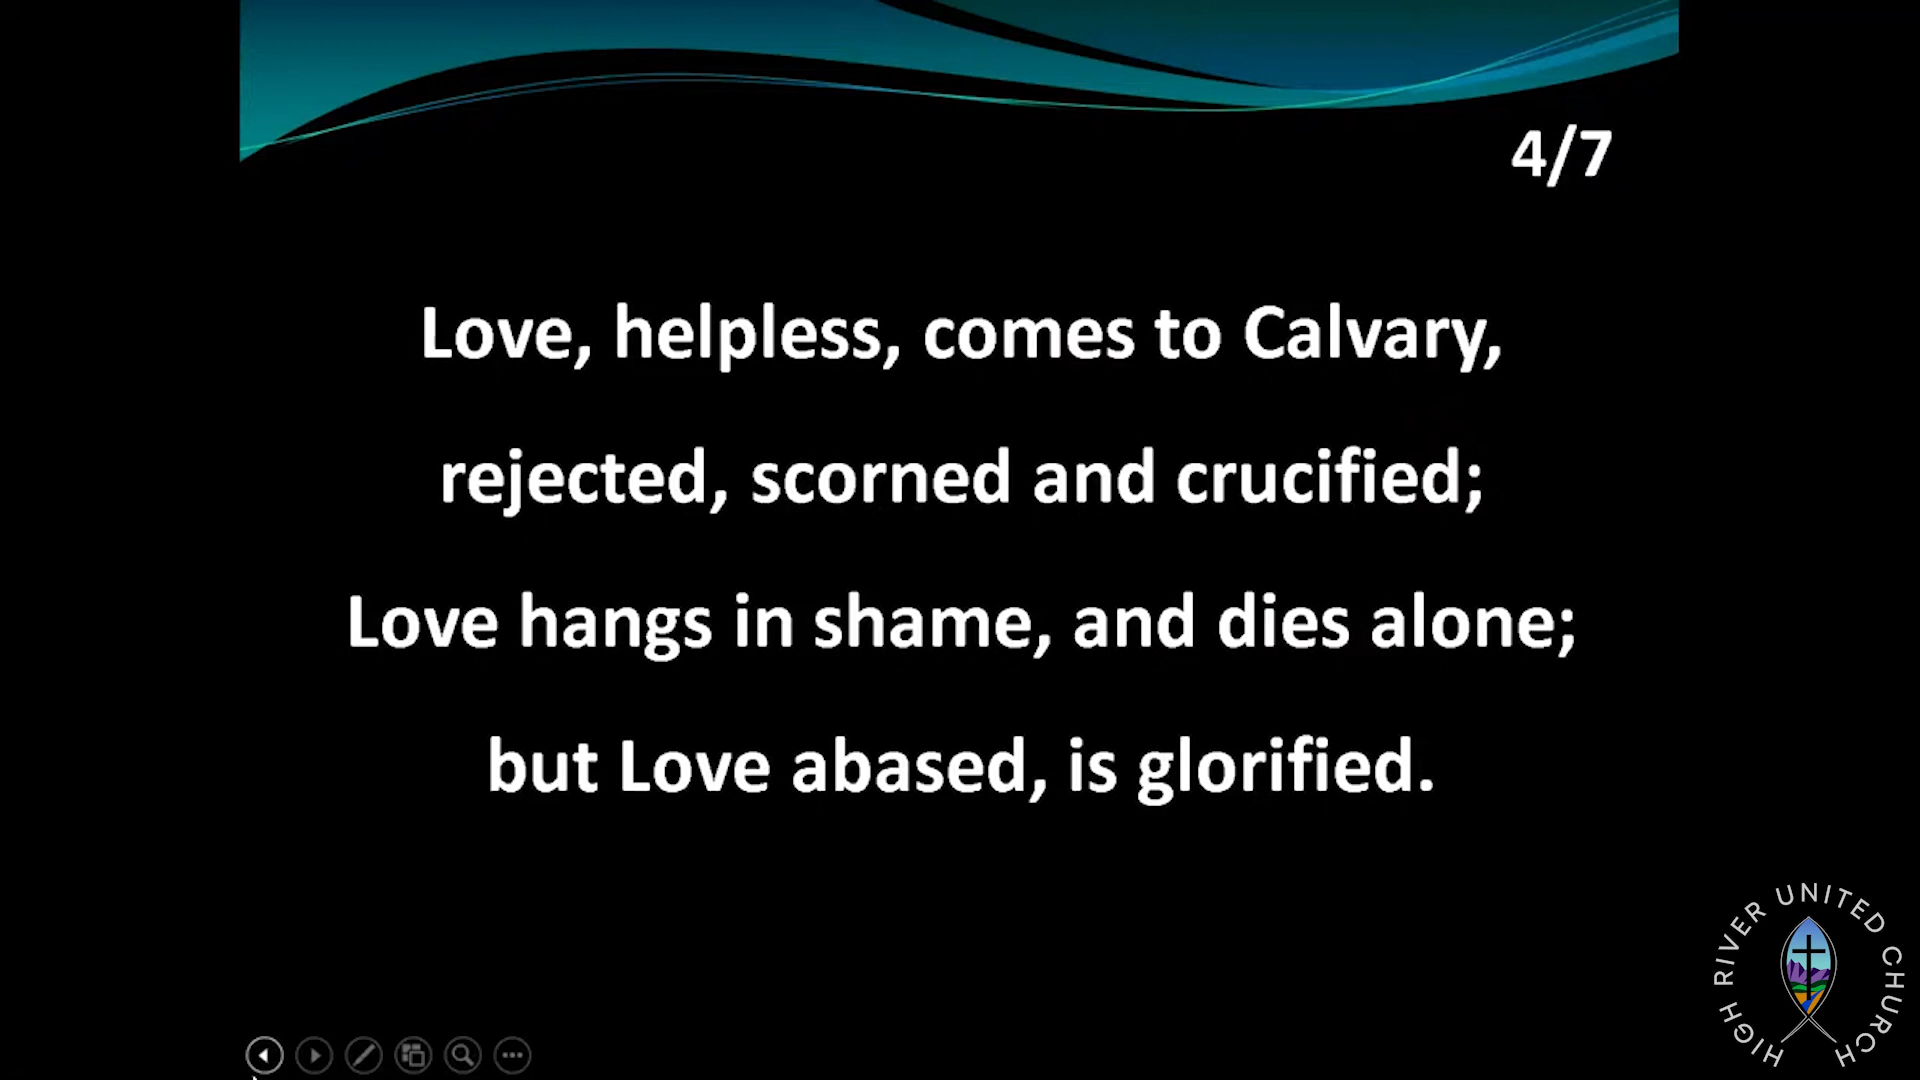 4/7
Love, helpless, comes to Calvary,
rejected, scorned and crucified;
Love hangs in shame, and dies alone;
but Love abased, is glorified.
HIGH RIVER UNITED CHURCH